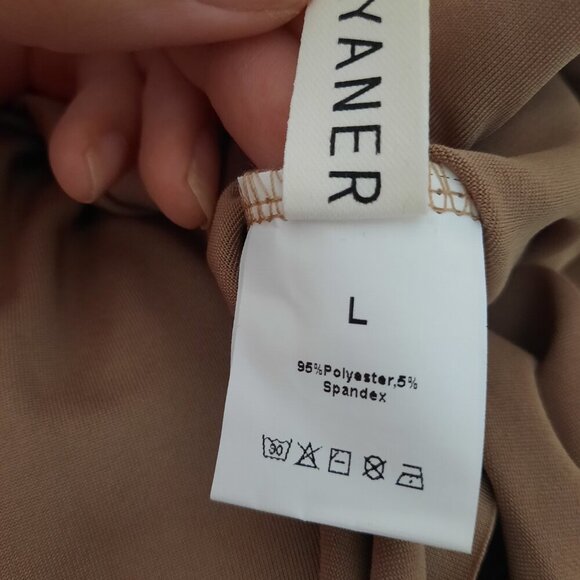 YANER
L
95%Polyester,5%
Spandex
30